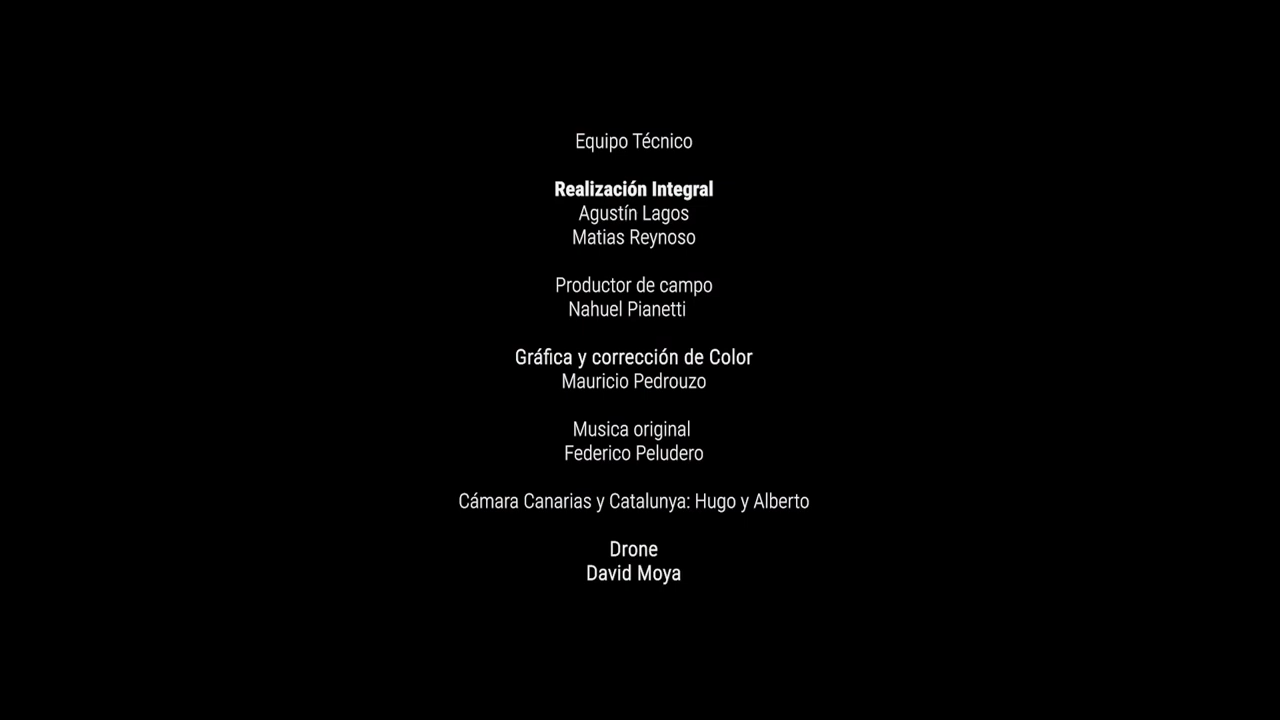 Equipo Técnico
Realización Integral
Agustín Lagos
Matias Reynoso
Productor de campo
Nahuel Pianetti
Gráfica y corrección de Color
Mauricio Pedrouzo
Musica original
Federico Peludero
Cámara Canarias y Catalunya: Hugo y Alberto
Drone
David Moya